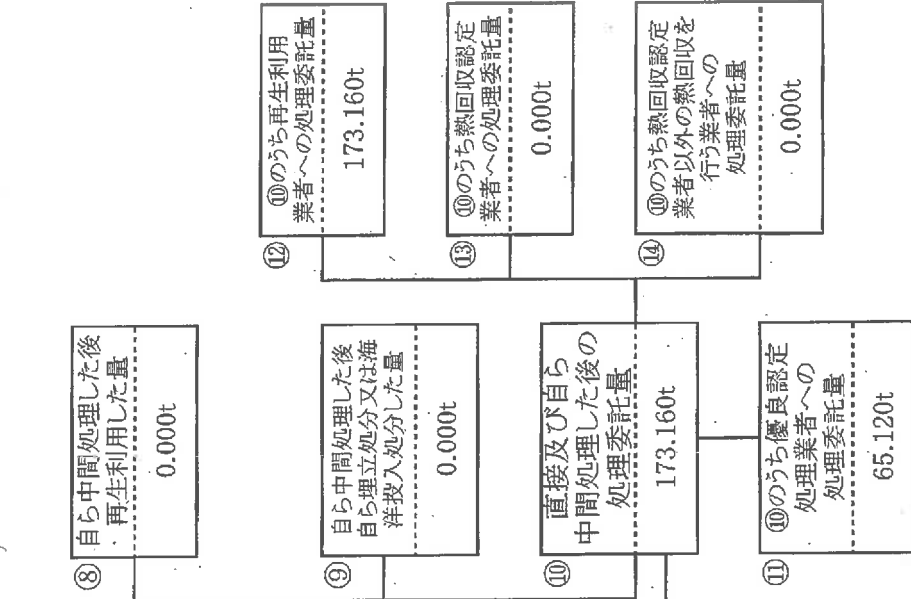 ⑧
自ら中間処理した後
再生利用した量
0.000t
⑨
自ら中間処理した後
自ら埋立処分又は海
洋投入処分した量
0.000t
⑩
直接及び自ら
中間処理した後の
処理委託量
173.160t
⑪
⑩のうち優良認定
処理業者への
処理委託量
65.120t
⑫
⑩のうち再生利用
業者への処理委託量
173.160t
⑬
⑩のうち熱回収認定
業者への処理委託量
0.000t
⑭
⑩のうち熱回収認定
業者以外の熱回収を
行う業者への
処理委託量
0.000t